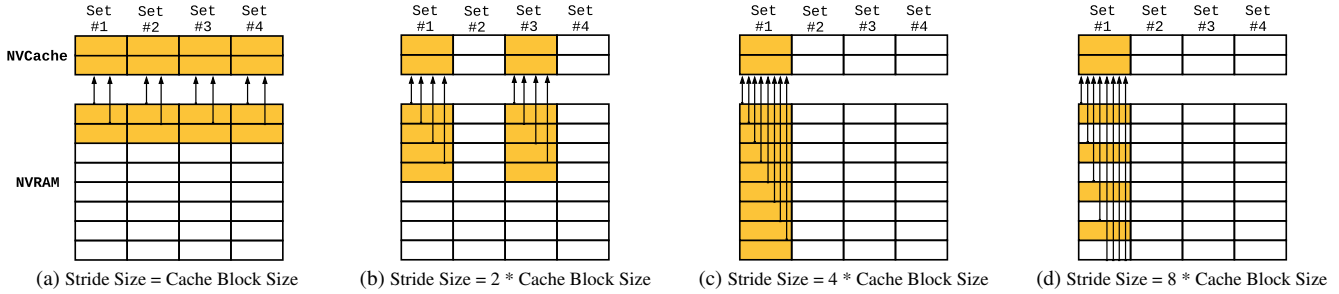 Set Set Set Set
#1 #2 #3 #4
Set Set Set Set
#1 #2 #3 #4
Set Set Set Set
#1 #2 #3 #4
Set Set Set Set
#1 #2 #3 #4
NVCache
NVRAM
(a) Stride Size = Cache Block Size
(b) Stride Size = 2 * Cache Block Size
(c) Stride Size = 4 * Cache Block Size
(d) Stride Size = 8 * Cache Block Size